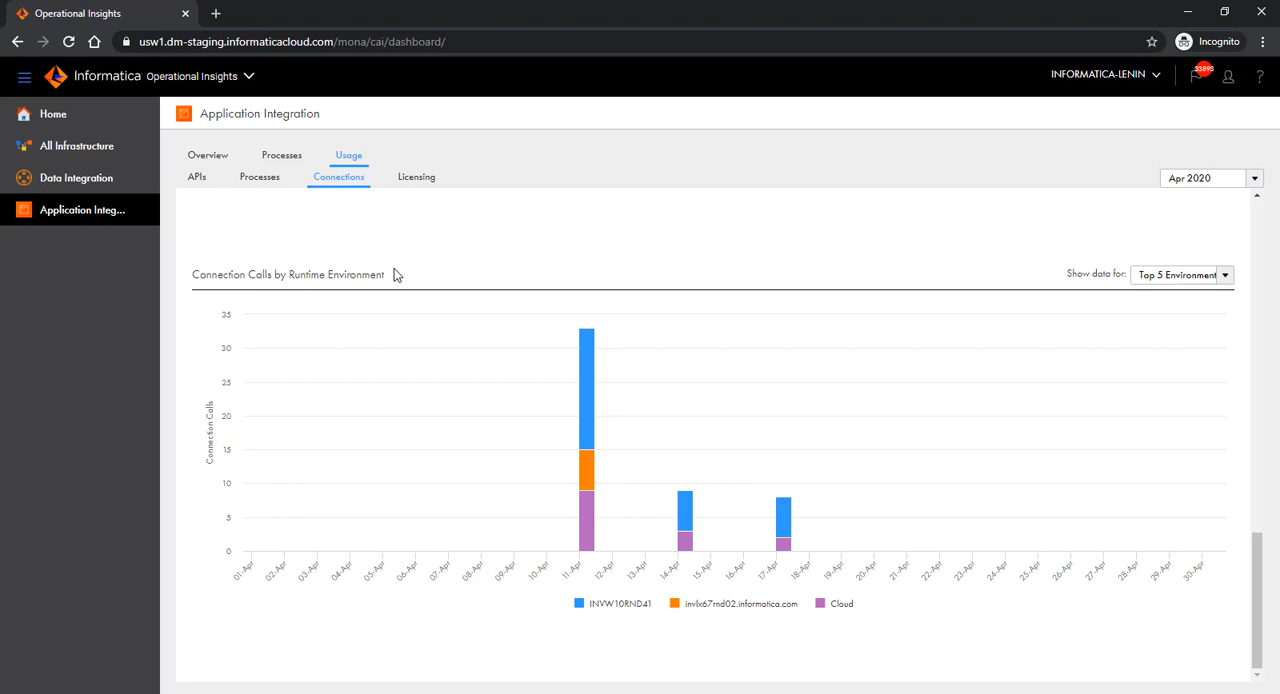 Operational Insights
usw1.dm-staging.informaticacloud.com/mona/cai/dashboard/
Incognito
Informatica Operational Insights
INFORMATICA-LENIN
33898
?
Home
All Infrastructure
Data Integration
Application Integ...
Application Integration
Overview Processes Usage
APIs Processes Connections Licensing
Apr 2020
Connection Calls by Runtime Environment
Show data for: Top 5 Environment
Connection Calls
35
30
25
20
15
10
5
0
01-Apr 02-Apr 03-Apr 04-Apr 05-Apr 06-Apr 07-Apr 08-Apr 09-Apr 10-Apr 11-Apr 12-Apr 13-Apr 14-Apr 15-Apr 16-Apr 17-Apr 18-Apr 19-Apr 20-Apr 21-Apr 22-Apr 23-Apr 24-Apr 25-Apr 26-Apr 27-Apr 28-Apr 29-Apr 30-Apr
INVW10RND41 invlx67rnd02.informatica.com Cloud